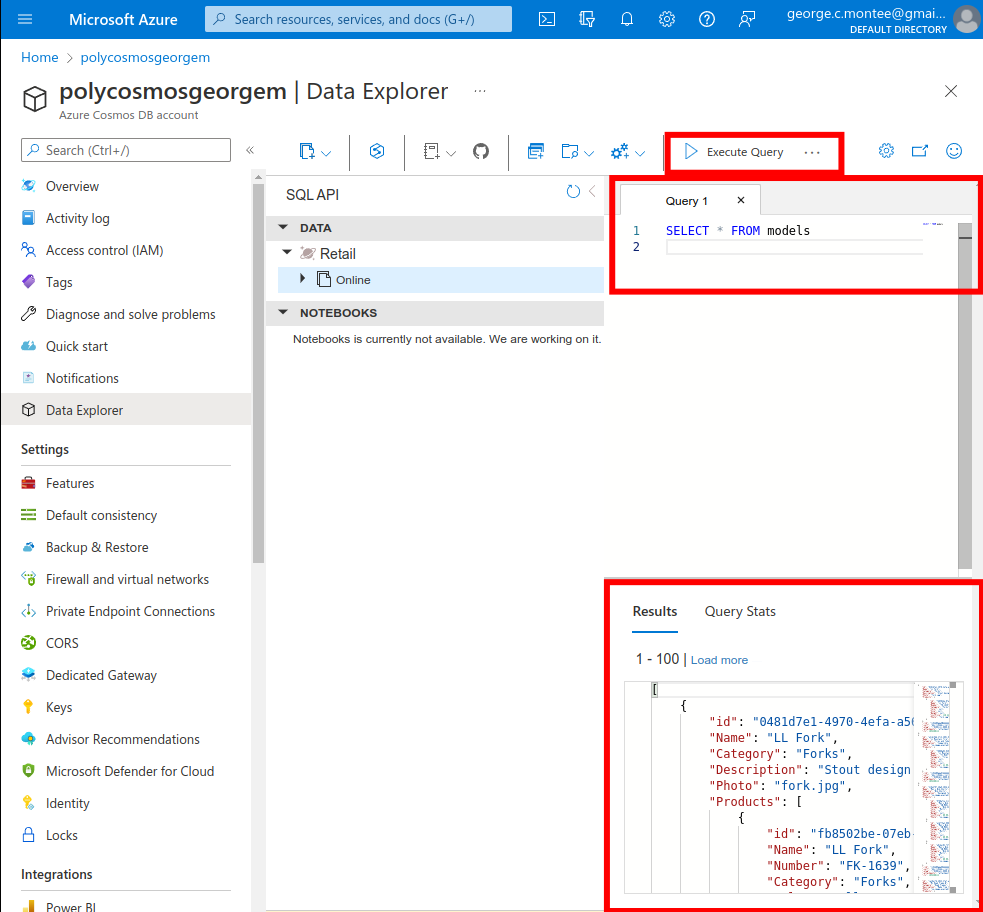 Microsoft Azure
Search resources, services, and docs (G+/)
george.c.montee@gmai...
DEFAULT DIRECTORY
Home > polycosmosgeorgem
polycosmosgeorgem | Data Explorer ...
Azure Cosmos DB account
Search (Ctrl+/)
«
Overview
Activity log
Access control (IAM)
Tags
Diagnose and solve problems
Quick start
Notifications
Data Explorer
Settings
Features
Default consistency
Backup & Restore
Firewall and virtual networks
Private Endpoint Connections
CORS
Dedicated Gateway
Keys
Advisor Recommendations
Microsoft Defender for Cloud
Identity
Locks
Integrations
Power BI
Execute Query ...
SQL API
DATA
Retail
Online
NOTEBOOKS
Notebooks is currently not available. We are working on it.
Query 1
1 SELECT * FROM models
2
Results Query Stats
1 - 100 | Load more
[
{
"id": "0481d7e1-4970-4efa-a5
"Name": "LL Fork",
"Category": "Forks",
"Description": "Stout design
"Photo": "fork.jpg",
"Products": [
{
"id": "fb8502be-07eb-
"Name": "LL Fork",
"Number": "FK-1639",
"Category": "Forks",